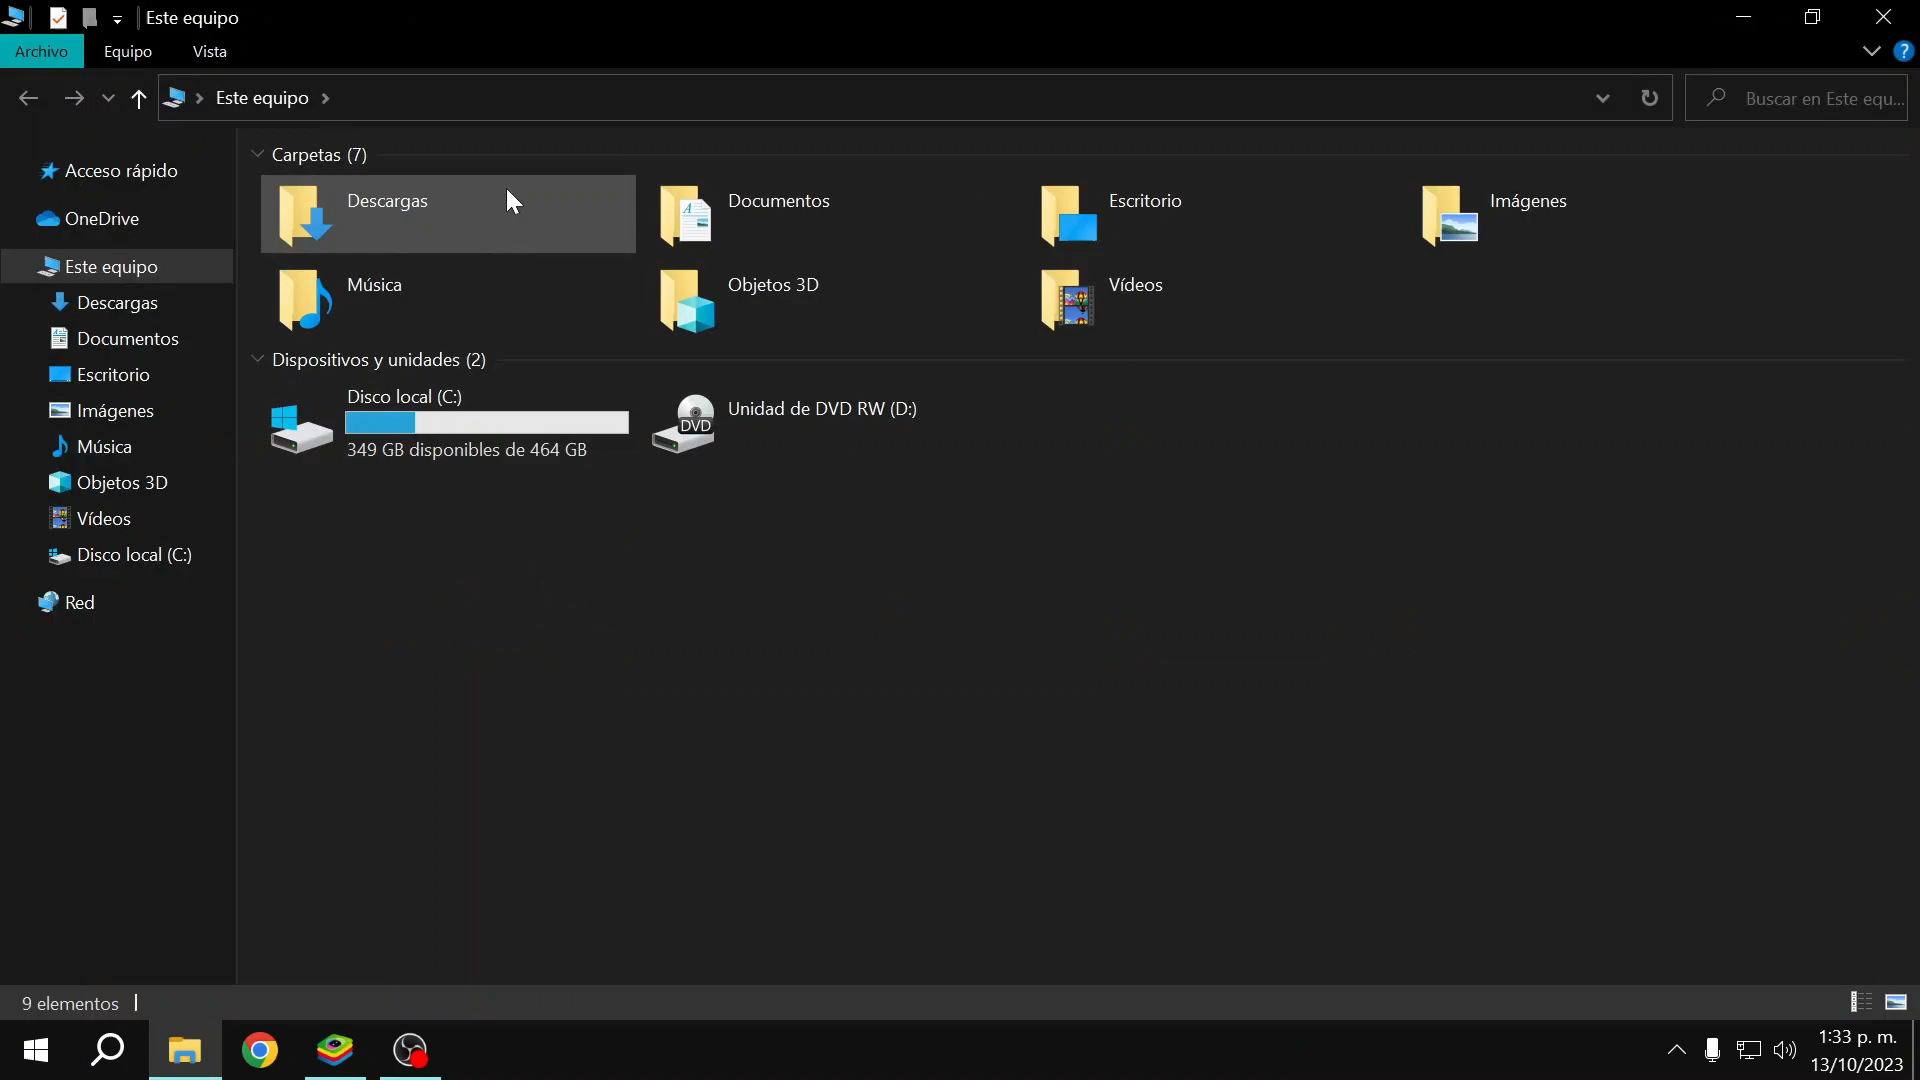 Este equipo
Archivo
Equipo
Vista
?
Este equipo
Buscar en Este equ...
Acceso rápido
OneDrive
Este equipo
Descargas
Documentos
Escritorio
Imágenes
Música
Objetos 3D
Vídeos
Disco local (C:)
Red
Carpetas (7)
Descargas
Documentos
Escritorio
Imágenes
Música
Objetos 3D
Vídeos
Dispositivos y unidades (2)
Disco local (C:)
349 GB disponibles de 464 GB
DVD
Unidad de DVD RW (D:)
9 elementos
1:33 p. m.
13/10/2023